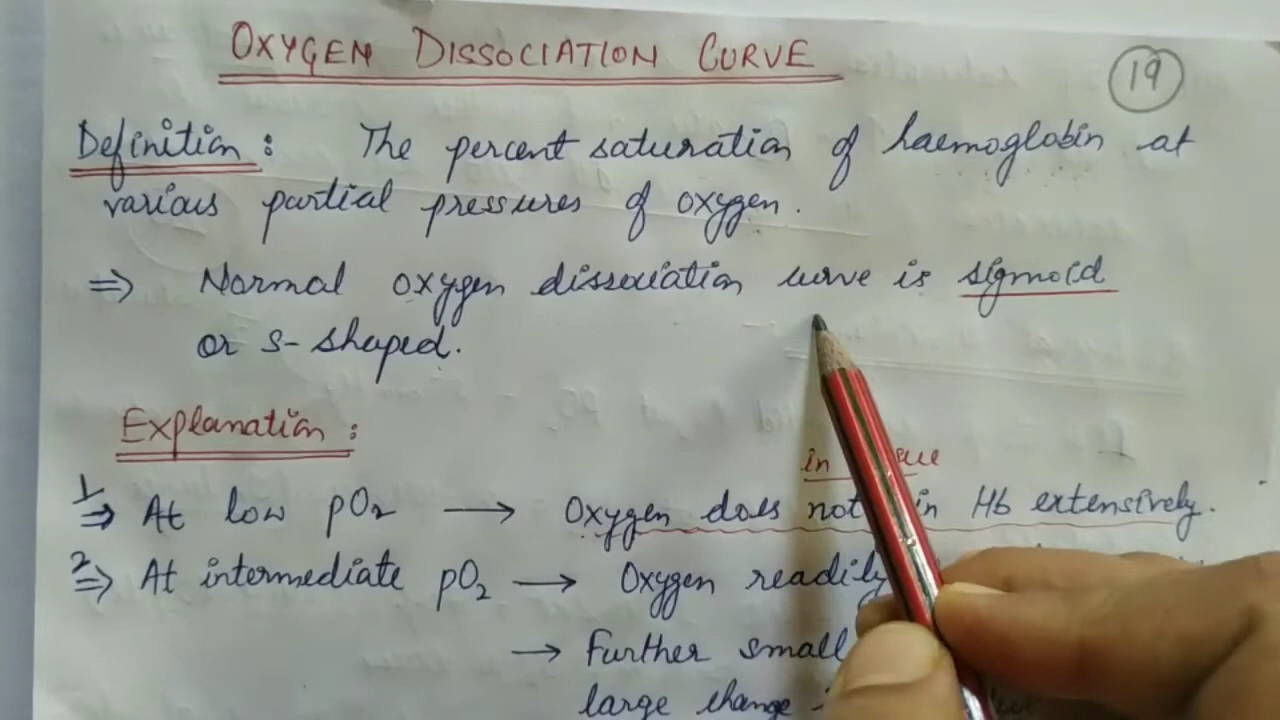 OXYGEN DISSOCIATION CURVE
19
Definition: The percent saturation of haemoglobin at
various partial pressures of oxygen.
⇒ Normal oxygen dissociation curve is sigmoid
or s-shaped.
Explanation:
in
1⇒ At low pO2 → Oxygen does not in Hb extensively.
2⇒ At intermediate pO2 → Oxygen readily
→ Further small
large change